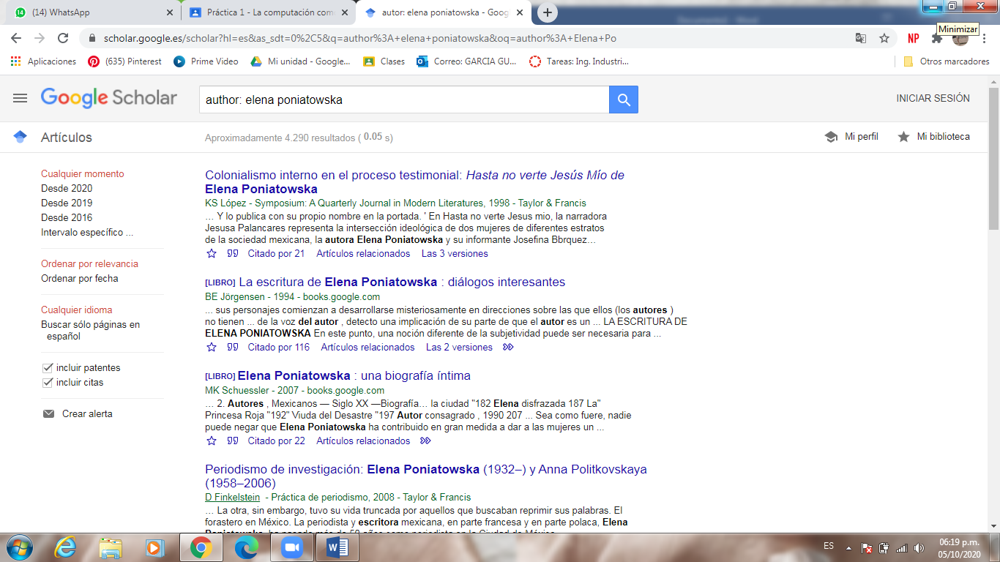 (14) WhatsApp
Práctica 1 - La computación com
autor: elena poniatowska - Goog
Minimizar
scholar.google.es/scholar?hl=es&as_sdt=0%2C5&q=author%3A+elena+poniatowska&oq=author%3A+Elena+Po
NP
Aplicaciones
(635) Pinterest
Prime Video
Mi unidad - Google...
Clases
Correo: GARCIA GU...
Tareas: Ing. Industri...
Otros marcadores
Google Scholar
author: elena poniatowska
INICIAR SESIÓN
Artículos
Aproximadamente 4.290 resultados ( 0.05 s)
Mi perfil
Mi biblioteca
Cualquier momento
Desde 2020
Desde 2019
Desde 2016
Intervalo específico ...
Ordenar por relevancia
Ordenar por fecha
Cualquier idioma
Buscar sólo páginas en
español
incluir patentes
incluir citas
Crear alerta
Colonialismo interno en el proceso testimonial: Hasta no verte Jesús Mío de
Elena Poniatowska
KS López - Symposium: A Quarterly Journal in Modern Literatures, 1998 - Taylor & Francis
… Y lo publica con su propio nombre en la portada. ' En Hasta no verte Jesus mio, la narradora
Jesusa Palancares representa la intersección ideológica de dos mujeres de diferentes estratos
de la sociedad mexicana, la autora Elena Poniatowska y su informante Josefina Bbrquez…
Citado por 21 Artículos relacionados Las 3 versiones
[LIBRO] La escritura de Elena Poniatowska : diálogos interesantes
BE Jörgensen - 1994 - books.google.com
... sus personajes comienzan a desarrollarse misteriosamente en direcciones sobre las que ellos (los autores )
no tienen ... de la voz del autor , detecto una implicación de su parte de que el autor es un ... LA ESCRITURA DE
ELENA PONIATOWSKA En este punto, una noción diferente de la subjetividad puede ser necesaria para ...
Citado por 116 Artículos relacionados Las 2 versiones
[LIBRO] Elena Poniatowska : una biografía íntima
MK Schuessler - 2007 - books.google.com
… 2. Autores , Mexicanos — Siglo XX —Biografía… la ciudad "182 Elena disfrazada 187 La"
Princesa Roja "192" Viuda del Desastre "197 Autor consagrado , 1990 207 ... Sea como fuere, nadie
puede negar que Elena Poniatowska ha contribuido en gran medida a dar a las mujeres un ...
Citado por 22 Artículos relacionados
Periodismo de investigación: Elena Poniatowska (1932–) y Anna Politkovskaya
(1958–2006)
D Finkelstein - Práctica de periodismo, 2008 - Taylor & Francis
… La otra, sin embargo, tuvo su vida truncada por aquellos que buscaban reprimir sus palabras. El
forastero en México. La periodista y escritora mexicana, en parte francesa y en parte polaca, Elena
ES
06:19 p.m.
05/10/2020